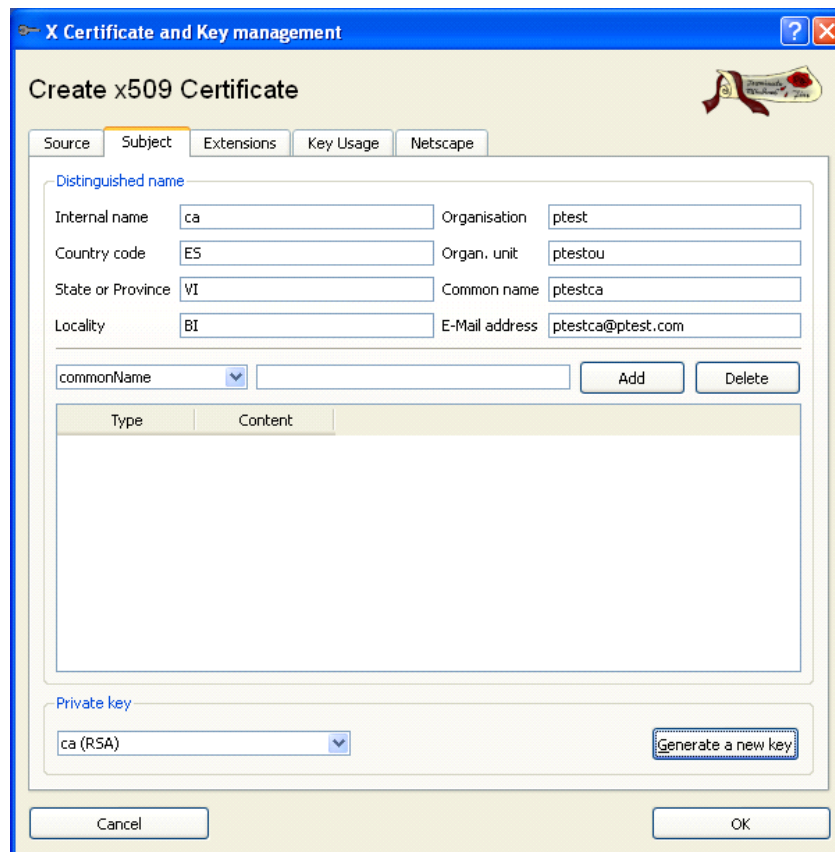 X Certificate and Key management
Create x509 Certificate
Source Subject Extensions Key Usage Netscape
Distinguished name
Internal name ca Organisation ptest
Country code ES Organ. unit ptestou
State or Province VI Common name ptestca
Locality BI E-Mail address ptestca@ptest.com
commonName Add Delete
Type Content
Private key
ca (RSA) Generate a new key
Cancel OK